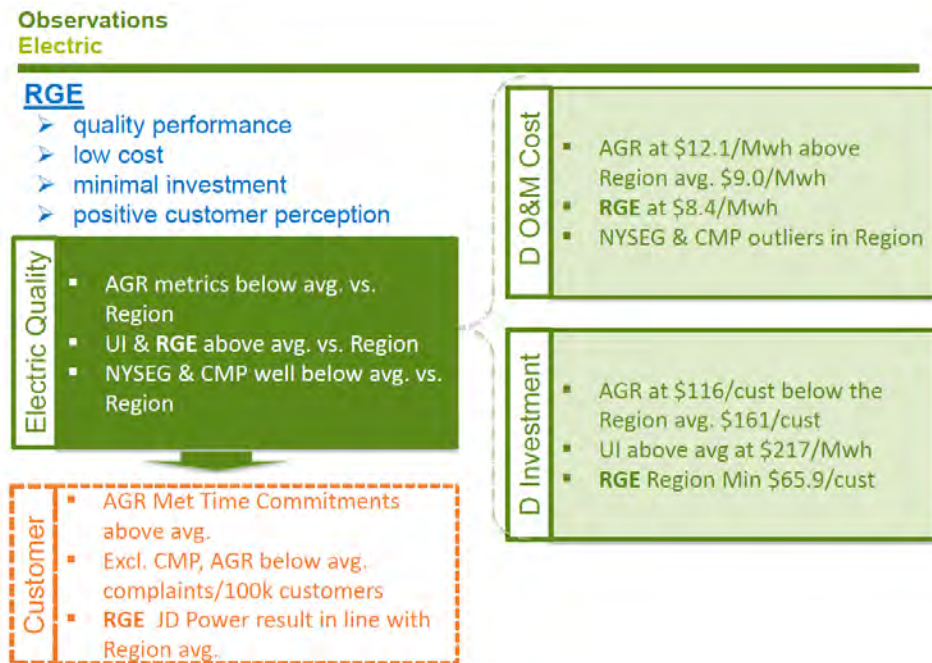 Observations
Electric
RGE
➢ quality performance
➢ low cost
➢ minimal investment
➢ positive customer perception
Electric Quality
▪ AGR metrics below avg. vs.
Region
▪ UI & RGE above avg. vs. Region
▪ NYSEG & CMP well below avg. vs.
Region
Customer
▪ AGR Met Time Commitments
above avg.
▪ Excl. CMP, AGR below avg.
complaints/100k customers
▪ RGE JD Power result in line with
Region avg.
D O&M Cost
▪ AGR at $12.1/Mwh above
Region avg. $9.0/Mwh
▪ RGE at $8.4/Mwh
▪ NYSEG & CMP outliers in Region
D Investment
▪ AGR at $116/cust below the
Region avg. $161/cust
▪ UI above avg at $217/Mwh
▪ RGE Region Min $65.9/cust